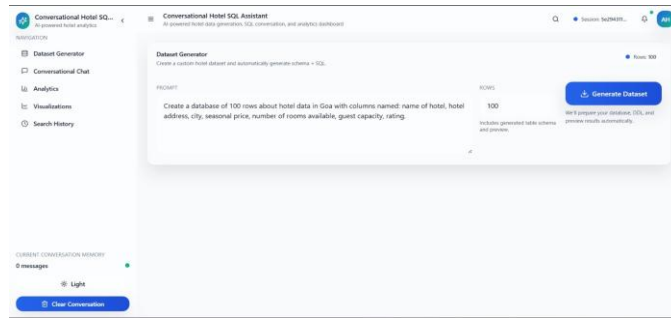 Conversational Hotel SQ...
AI-powered hotel analytics
NAVIGATION
Dataset Generator
Conversational Chat
Analytics
Visualizations
Search History
CURRENT CONVERSATION MEMORY
0 messages
Light
Clear Conversation
Conversational Hotel SQL Assistant
AI-powered hotel data generation, SQL conversation, and analytics dashboard
Session:
Dataset Generator
Create a custom hotel dataset and automatically generate schema + SQL.
Rows: 100
PROMPT
Create a database of 100 rows about hotel data in Goa with columns named: name of hotel, hotel
address, city, seasonal price, number of rooms available, guest capacity, rating.
ROWS
100
Includes generated table schema
and preview.
Generate Dataset
We'll prepare your database, DDL, and
preview results automatically.